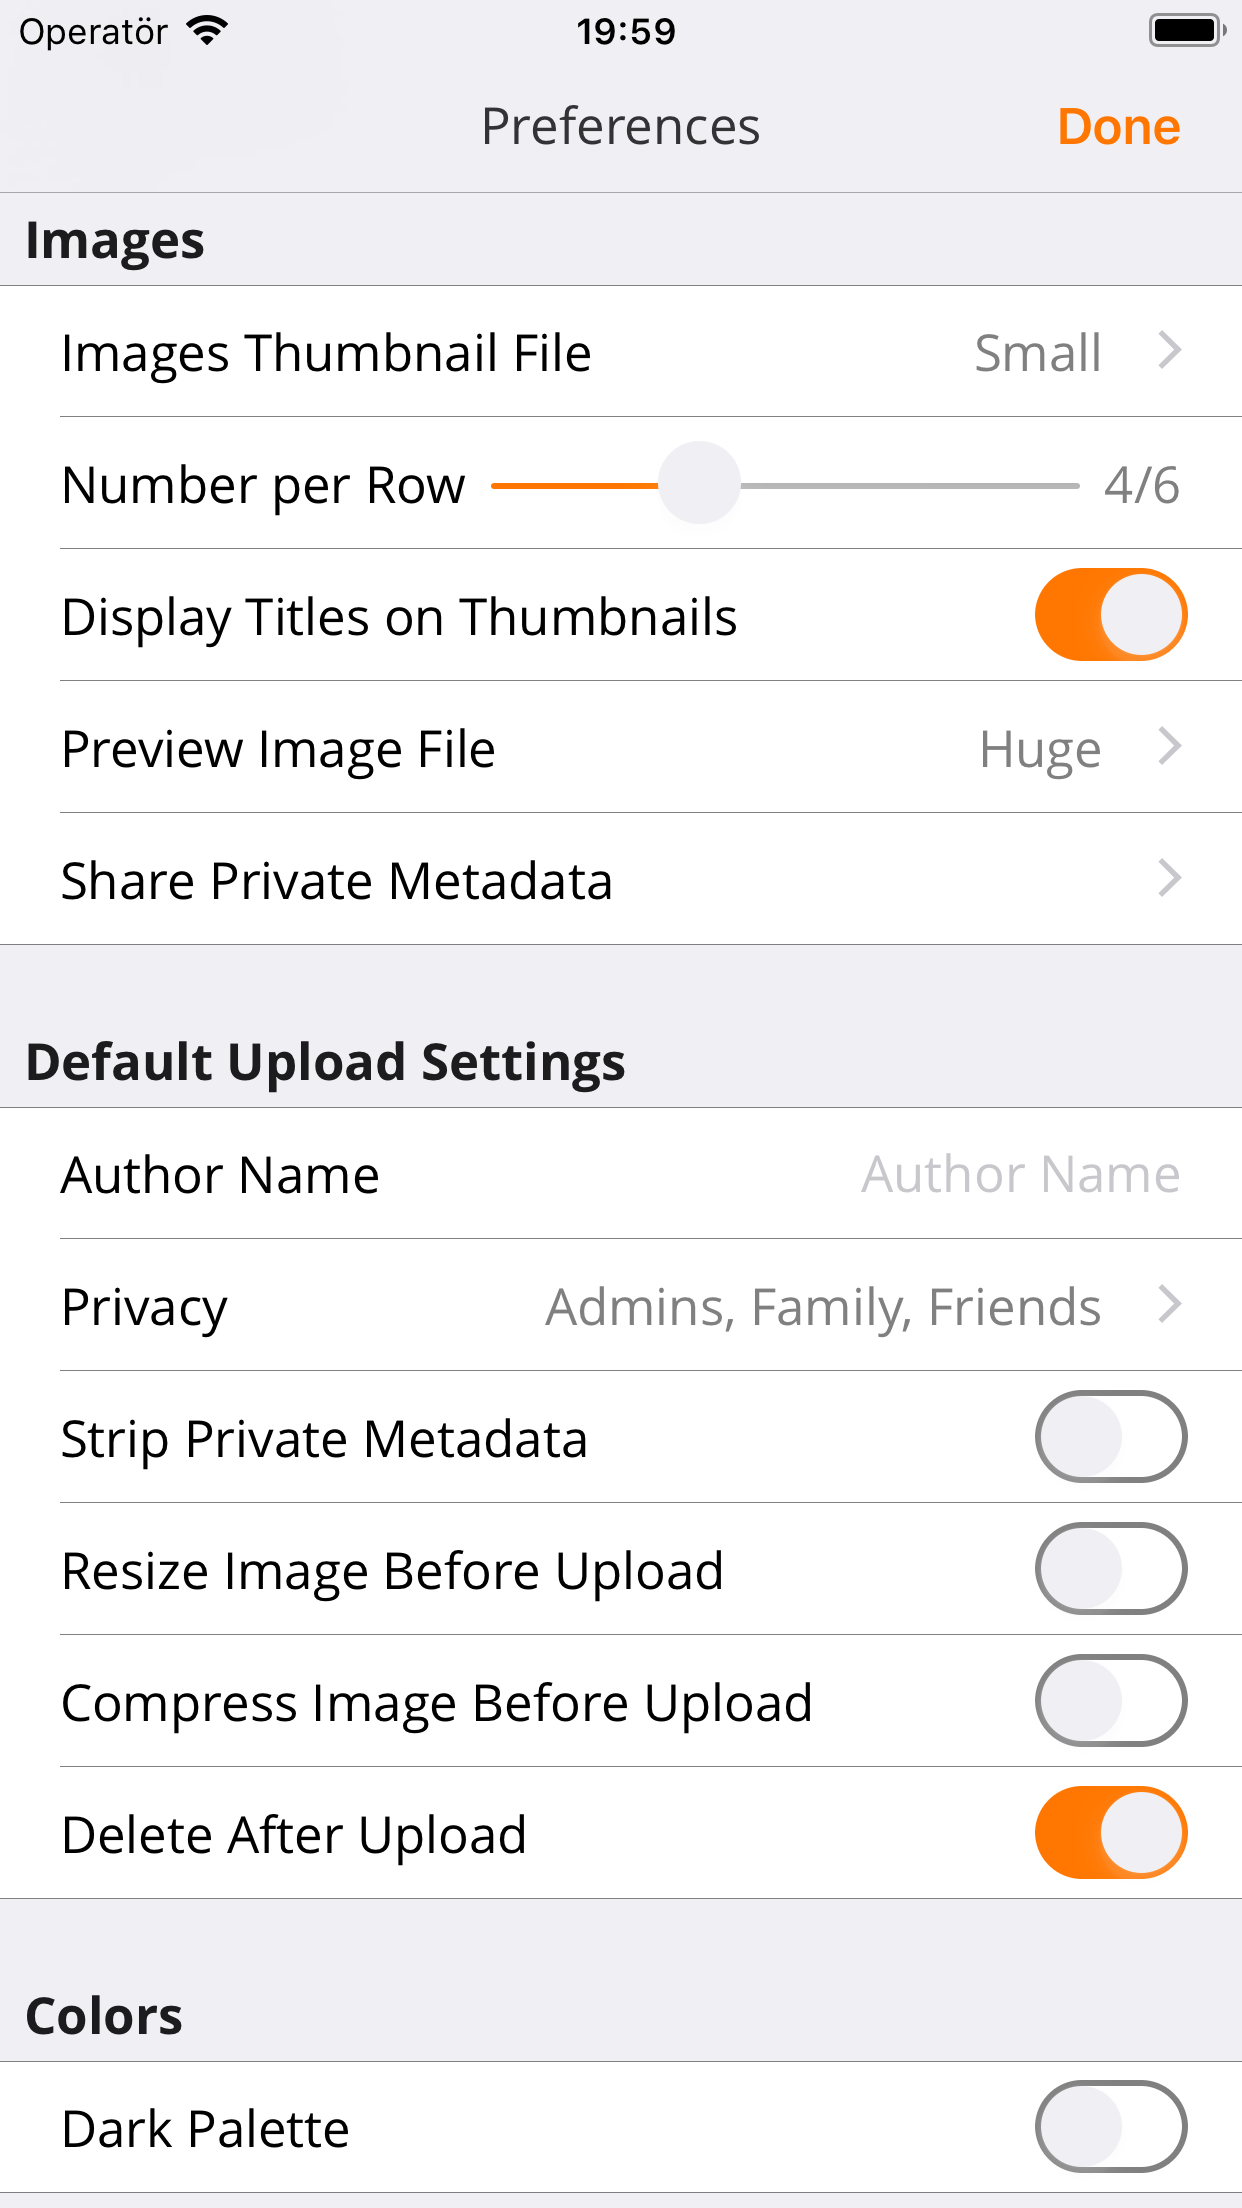 Operatör 19:59
Preferences Done
Images
Images Thumbnail File Small
Number per Row 4/6
Display Titles on Thumbnails
Preview Image File Huge
Share Private Metadata
Default Upload Settings
Author Name Author Name
Privacy Admins, Family, Friends
Strip Private Metadata
Resize Image Before Upload
Compress Image Before Upload
Delete After Upload
Colors
Dark Palette